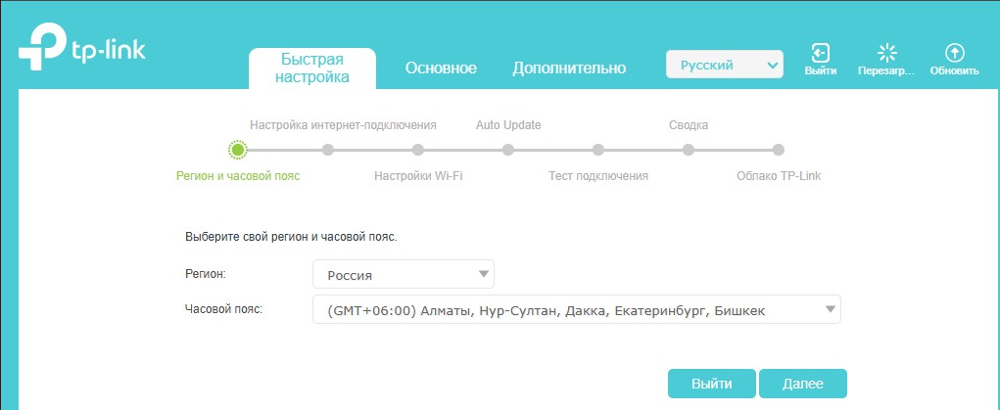 tp-link
Быстрая
настройка
Основное
Дополнительно
Русский
Выйти
Перезагр...
Обновить
Настройка интернет-подключения
Auto Update
Сводка
Регион и часовой пояс
Настройки Wi-Fi
Тест подключения
Облако TP-Link
Выберите свой регион и часовой пояс.
Регион:
Россия
Часовой пояс:
(GMT+06:00) Алматы, Нур-Султан, Дакка, Екатеринбург, Бишкек
Выйти
Далее